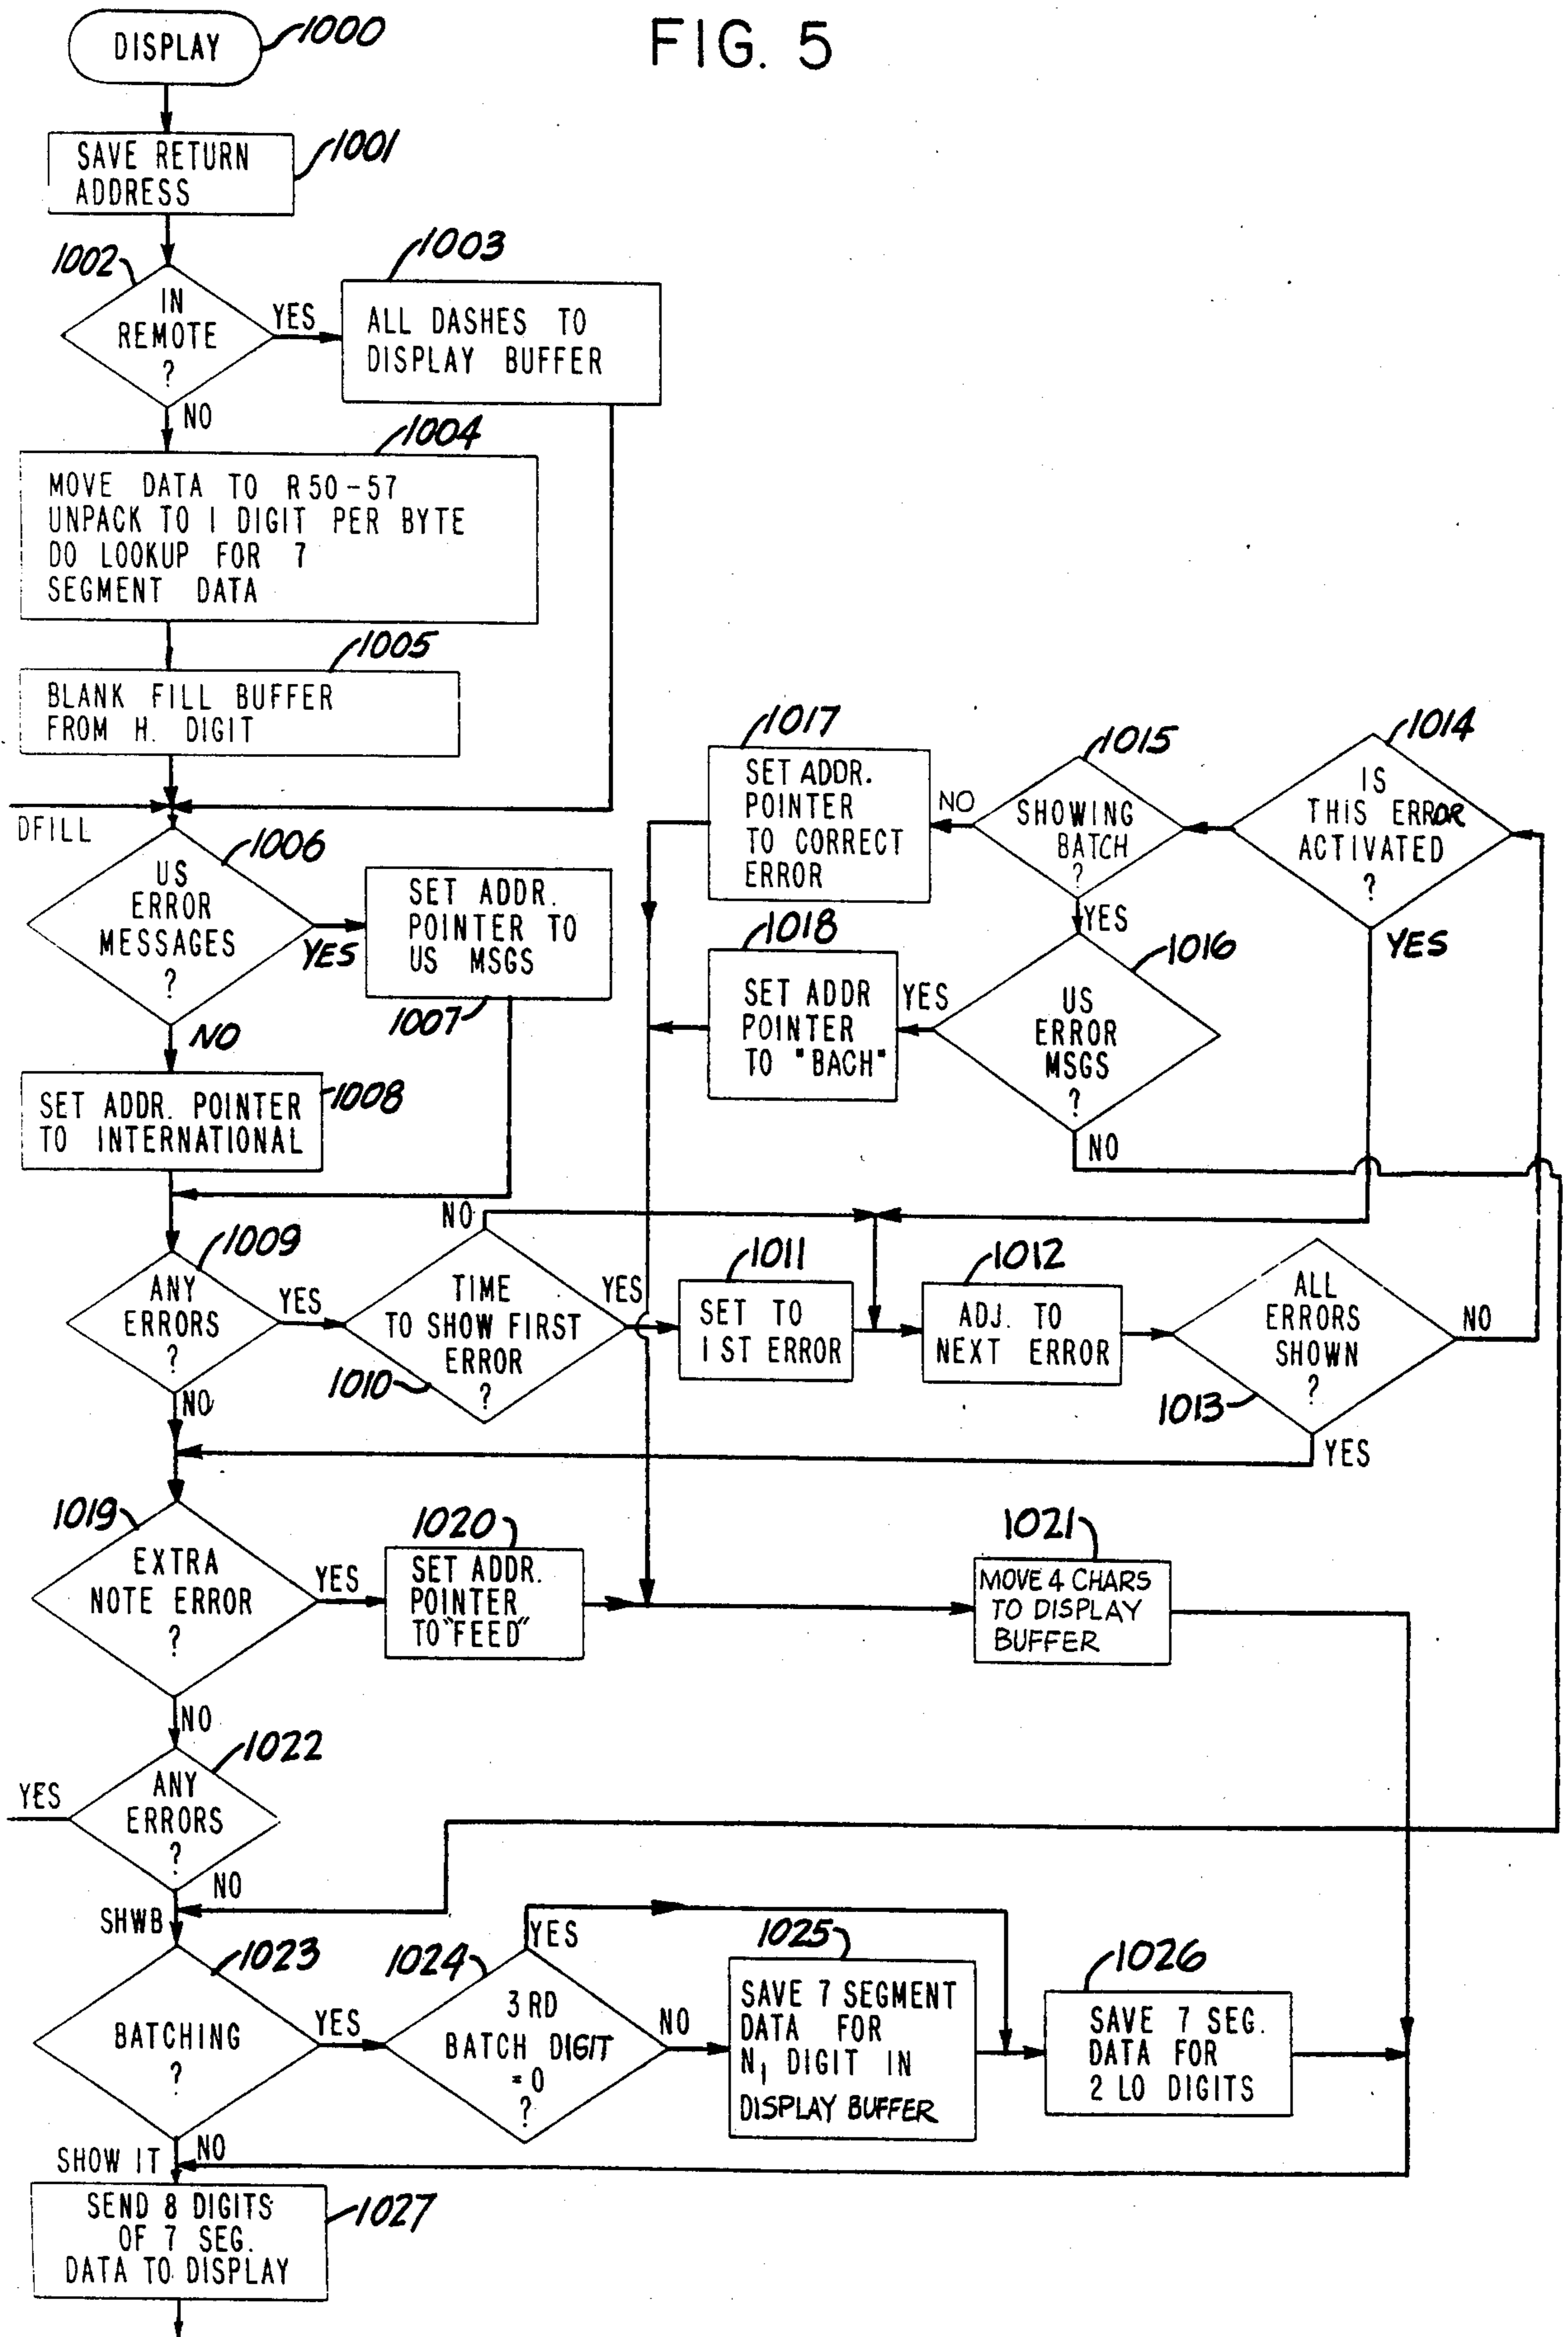 FIG. 5
DISPLAY
1000
SAVE RETURN
ADDRESS
1001
1002
IN
REMOTE
?
YES
NO
1003
ALL DASHES TO
DISPLAY BUFFER
1004
MOVE DATA TO R50-57
UNPACK TO 1 DIGIT PER BYTE
DO LOOKUP FOR 7
SEGMENT DATA
1005
BLANK FILL BUFFER
FROM H. DIGIT
DFILL
1006
US
ERROR
MESSAGES
?
YES
NO
SET ADDR.
POINTER TO
US MSGS
1007
SET ADDR. POINTER
TO INTERNATIONAL
1008
1017
SET ADDR.
POINTER
TO CORRECT
ERROR
NO
1015
SHOWING
BATCH
?
YES
1014
IS
THIS ERROR
ACTIVATED
?
YES
1018
SET ADDR
POINTER
TO "BACH"
YES
1016
US
ERROR
MSGS
?
NO
1009
ANY
ERRORS
?
YES
NO
NO
TIME
TO SHOW FIRST
ERROR
?
1010
YES
1011
SET TO
1 ST ERROR
1012
ADJ. TO
NEXT ERROR
ALL
ERRORS
SHOWN
?
1013
NO
YES
1019
EXTRA
NOTE ERROR
?
YES
NO
1020
SET ADDR.
POINTER
TO "FEED"
1021
MOVE 4 CHARS
TO DISPLAY
BUFFER
1022
ANY
ERRORS
?
YES
NO
SHWB
1023
BATCHING
?
YES
NO
1024
3 RD
BATCH DIGIT
=0
?
YES
NO
1025
SAVE 7 SEGMENT
DATA FOR
N1 DIGIT IN
DISPLAY BUFFER
1026
SAVE 7 SEG.
DATA FOR
2 LO DIGITS
SHOW IT
SEND 8 DIGITS
OF 7 SEG.
DATA TO DISPLAY
1027